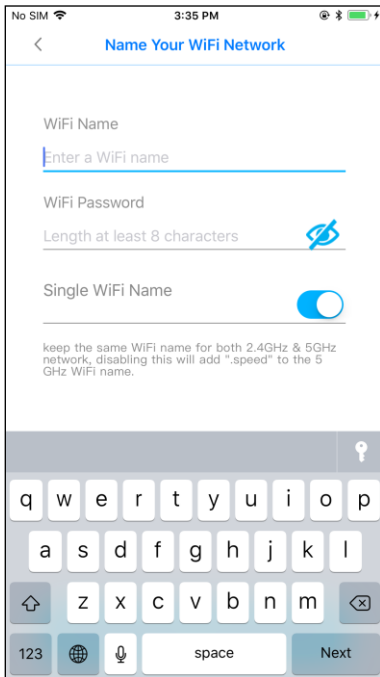 No SIM 3:35 PM
Name Your WiFi Network
WiFi Name
Enter a WiFi name
WiFi Password
Length at least 8 characters
Single WiFi Name
keep the same WiFi name for both 2.4GHz & 5GHz
network, disabling this will add ".speed" to the 5
GHz WiFi name.
q w e r t y u i o p
a s d f g h j k l
z x c v b n m
123 space Next